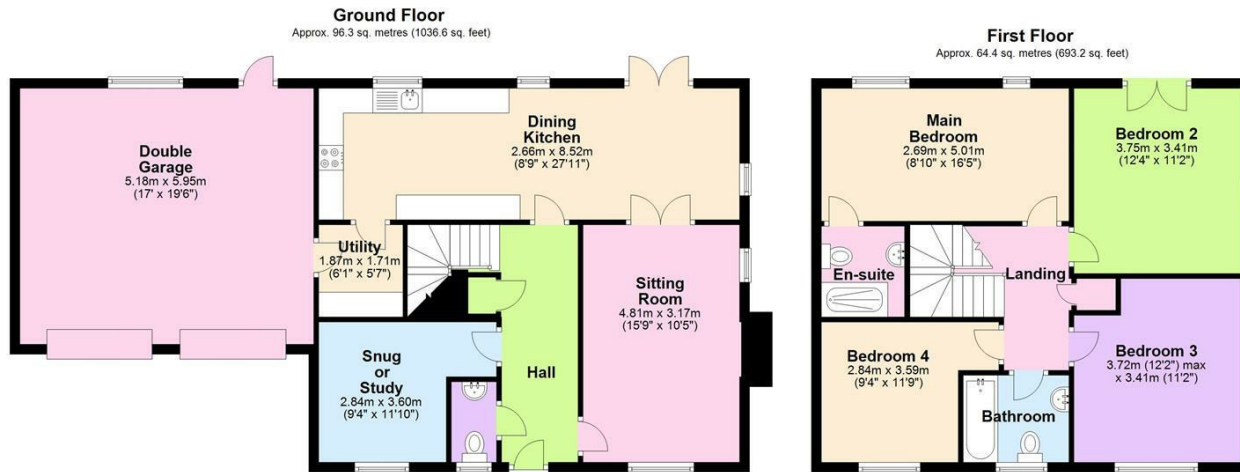 Ground Floor
Approx. 96.3 sq. metres (1036.6 sq. feet)
Double
Garage
5.18m x 5.95m
(17' x 19'6")
Dining
Kitchen
2.66m x 8.52m
(8'9" x 27'11")
Utility
1.87m x 1.71m
(6'1" x 5'7")
Snug
or
Study
2.84m x 3.60m
(9'4" x 11'10")
Hall
Sitting
Room
4.81m x 3.17m
(15'9" x 10'5")
First Floor
Approx. 64.4 sq. metres (693.2 sq. feet)
Main
Bedroom
2.69m x 5.01m
(8'10" x 16'5")
Bedroom 2
3.75m x 3.41m
(12'4" x 11'2")
En-suite
Landing
Bedroom 4
2.84m x 3.59m
(9'4" x 11'9")
Bathroom
Bedroom 3
3.72m (12'2") max
x 3.41m (11'2")